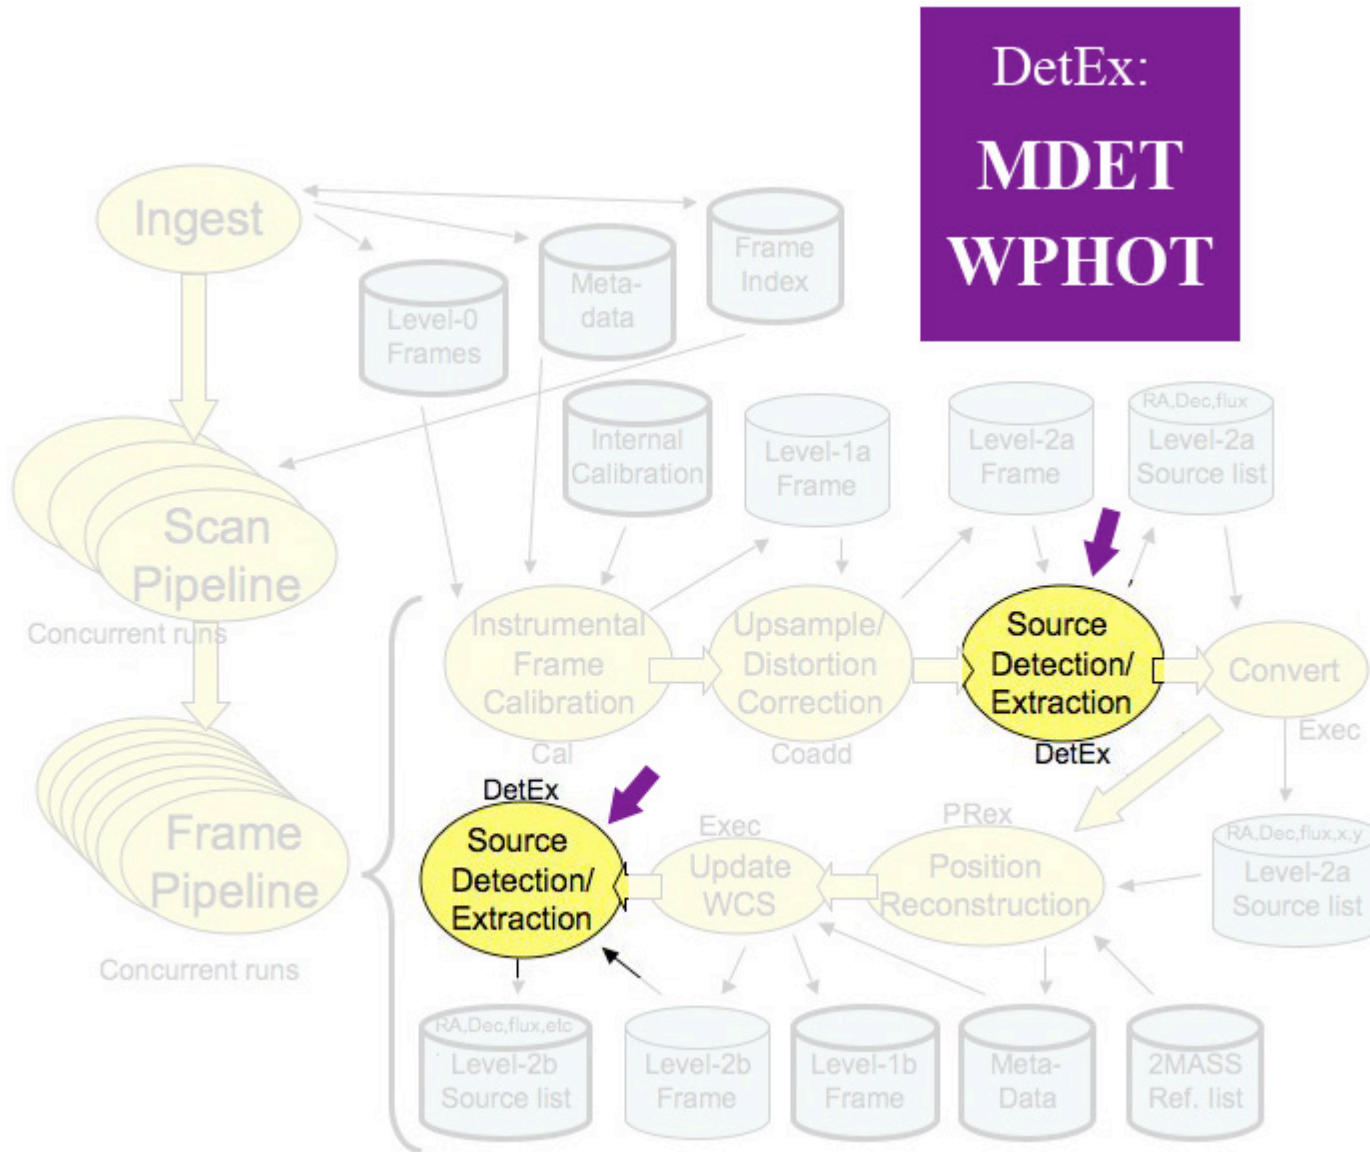 DetEx:
MDET
WPHOT
Ingest
Level-0
Frames
Meta-
data
Frame
Index
Scan
Pipeline
Concurrent runs
Internal
Calibration
Level-1a
Frame
Level-2a
Frame
RA,Dec,flux
Level-2a
Source list
Instrumental
Frame
Calibration
Cal
Upsample/
Distortion
Correction
Coadd
Source
Detection/
Extraction
DetEx
Convert
Exec
Frame
Pipeline
Concurrent runs
DetEx
Source
Detection/
Extraction
Exec
Update
WCS
PRex
Position
Reconstruction
RA,Dec,flux,x,y
Level-2a
Source list
RA,Dec,flux,etc
Level-2b
Source list
Level-2b
Frame
Level-1b
Frame
Meta-
Data
2MASS
Ref. list